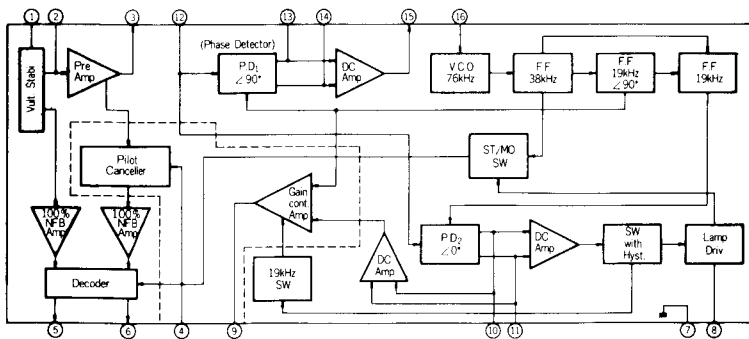 1
2
3
12
13
14
15
16
Volt Stabi
Pre
Amp
(Phase Detector)
P.D1
∠90°
DC
Amp
V.C.O
76kHz
F.F
38kHz
F.F
19kHz
∠90°
F.F
19kHz
Pilot
Canceller
ST/MO
SW
Gain
cont.
Amp
100%
NFB
Amp
100%
NFB
Amp
P.D2
∠0°
DC
Amp
SW
with
Hyst.
Lamp
Driv
DC
Amp
19kHz
SW
Decoder
5
6
4
9
10
11
7
8